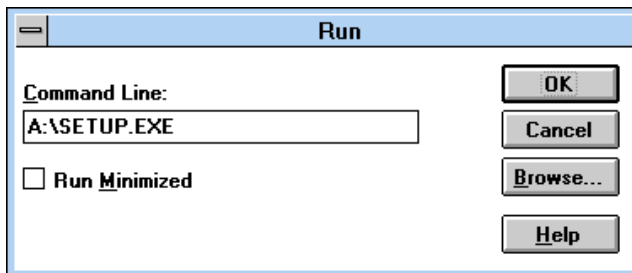 Run
Command Line:
A:\SETUP.EXE
Run Minimized
OK
Cancel
Browse...
Help